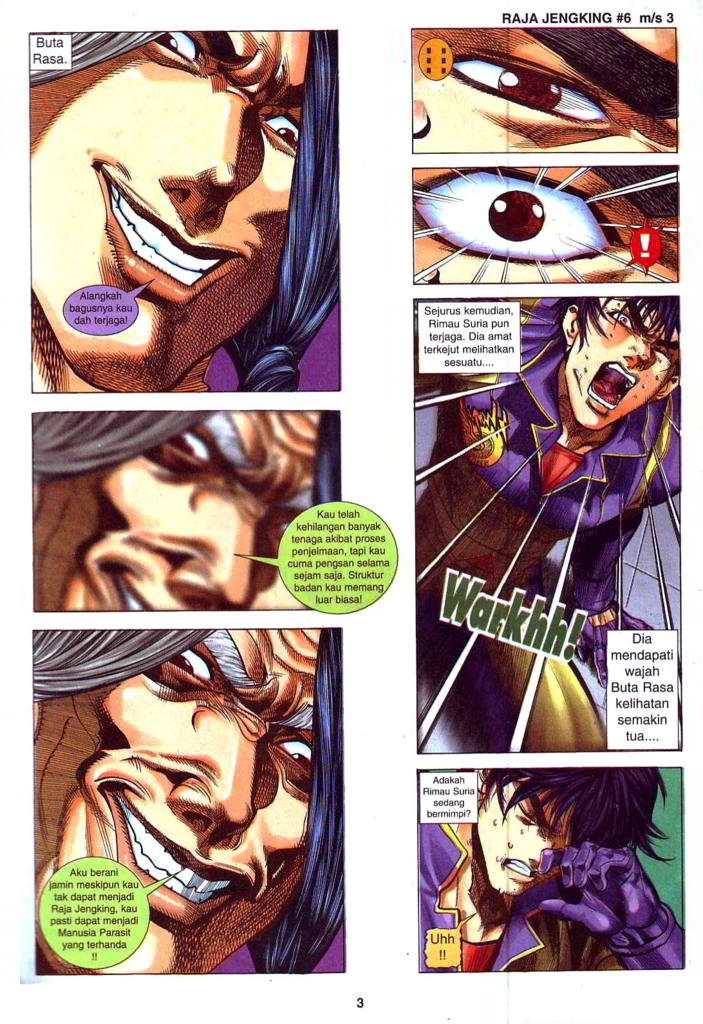 RAJA JENGKING #6 m/s 3
Buta
Rasa.
Alangkah
bagusnya kau
dah terjaga!
Kau telah
kehilangan banyak
tenaga akibat proses
penjelmaan, tapi kau
cuma pengsan selama
sejam saja. Struktur
badan kau memang
luar biasa!
Aku berani
jamin meskipun kau
tak dapat menjadi
Raja Jengking, kau
pasti dapat menjadi
Manusia Parasit
yang terhanda
!!
!
Sejurus kemudian,
Rimau Suria pun
terjaga. Dia amat
terkejut melihatkan
sesuatu....
Warkhh!
Dia
mendapati
wajah
Buta Rasa
kelihatan
semakin
tua....
Adakah
Rimau Suria
sedang
bermimpi?
Uhh
!!
3